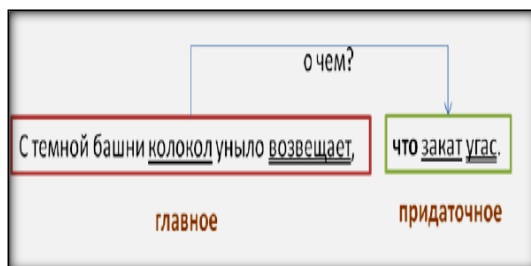 о чем?
С темной башни колокол уныло возвещает, что закат угас.
главное придаточное